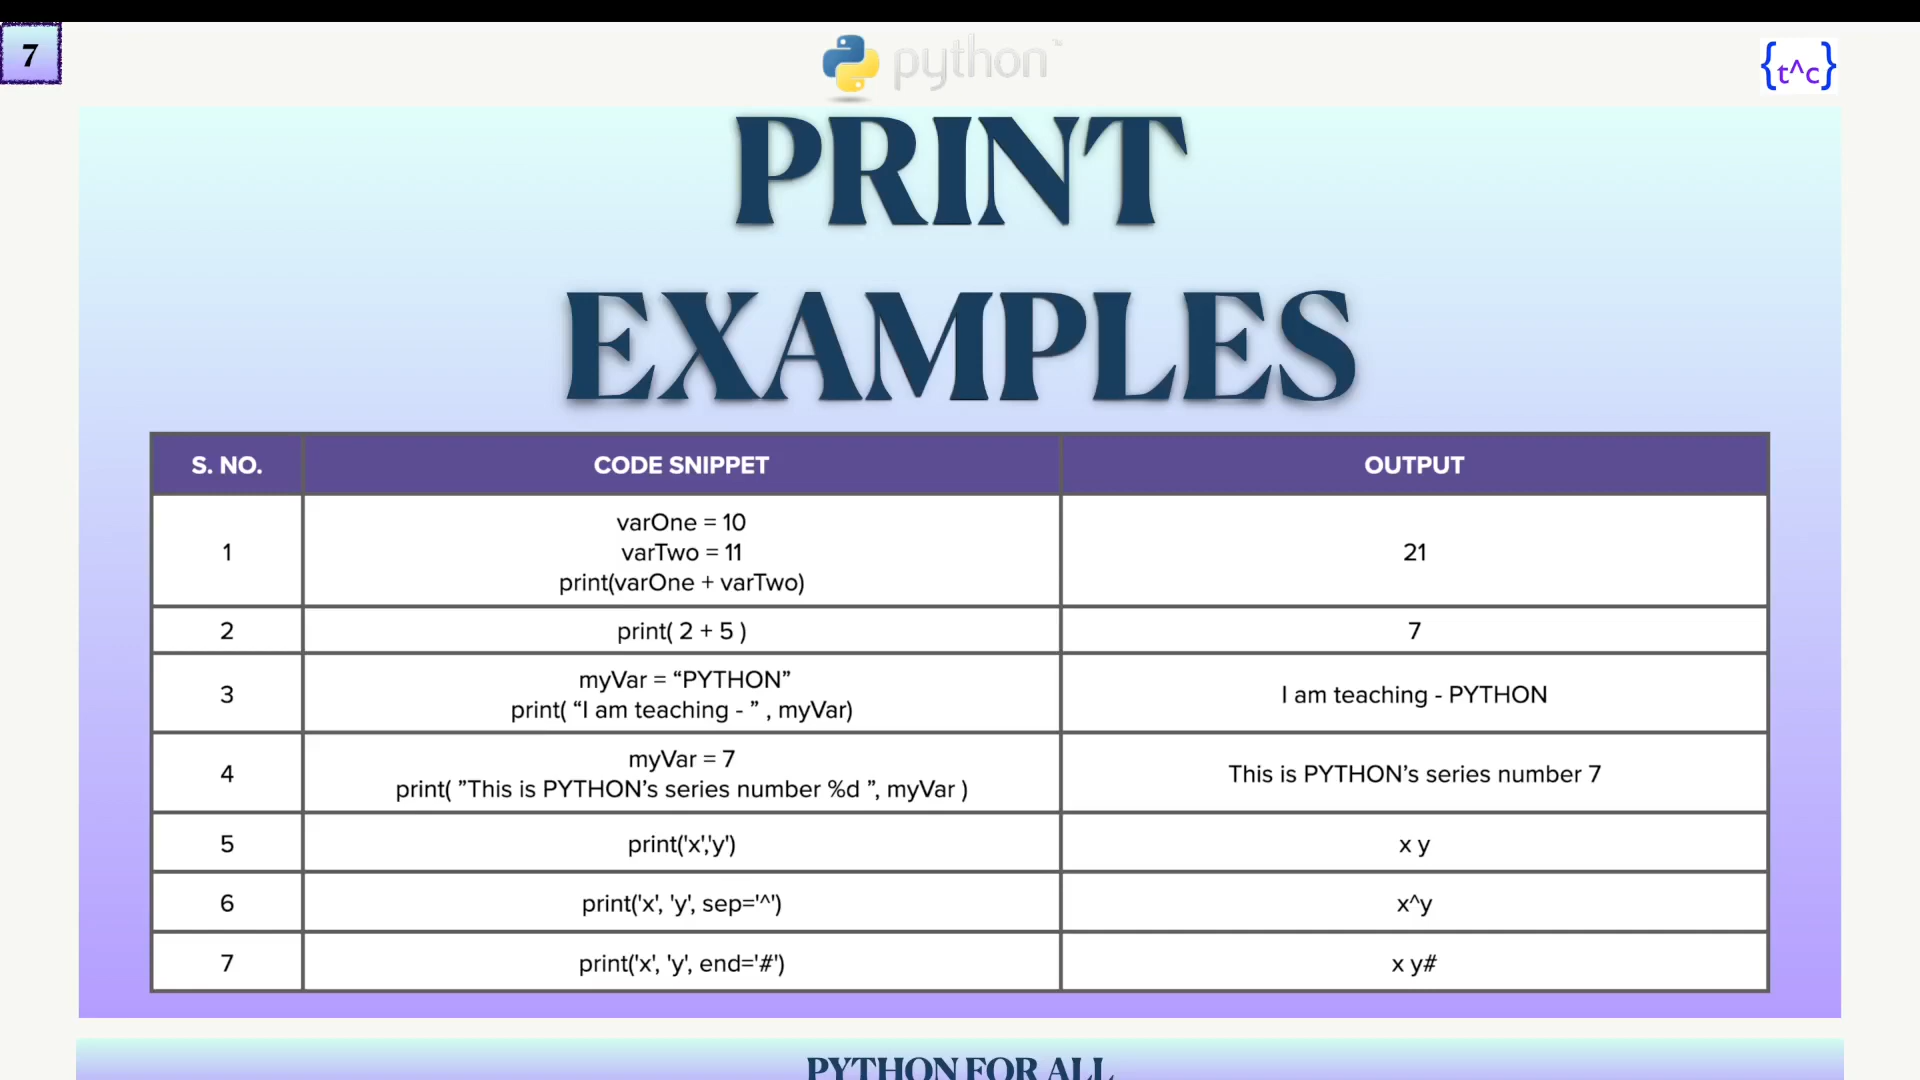 7
python™
{t^c}
PRINT
EXAMPLES
S. NO.
CODE SNIPPET
OUTPUT
1
varOne = 10
varTwo = 11
print(varOne + varTwo)
21
2
print( 2 + 5 )
7
3
myVar = “PYTHON”
print( “I am teaching - ” , myVar)
I am teaching - PYTHON
4
myVar = 7
print( ”This is PYTHON’s series number %d ”, myVar )
This is PYTHON’s series number 7
5
print('x','y')
x y
6
print('x', 'y', sep='^')
x^y
7
print('x', 'y', end='#')
x y#
PYTHON FOR ALL